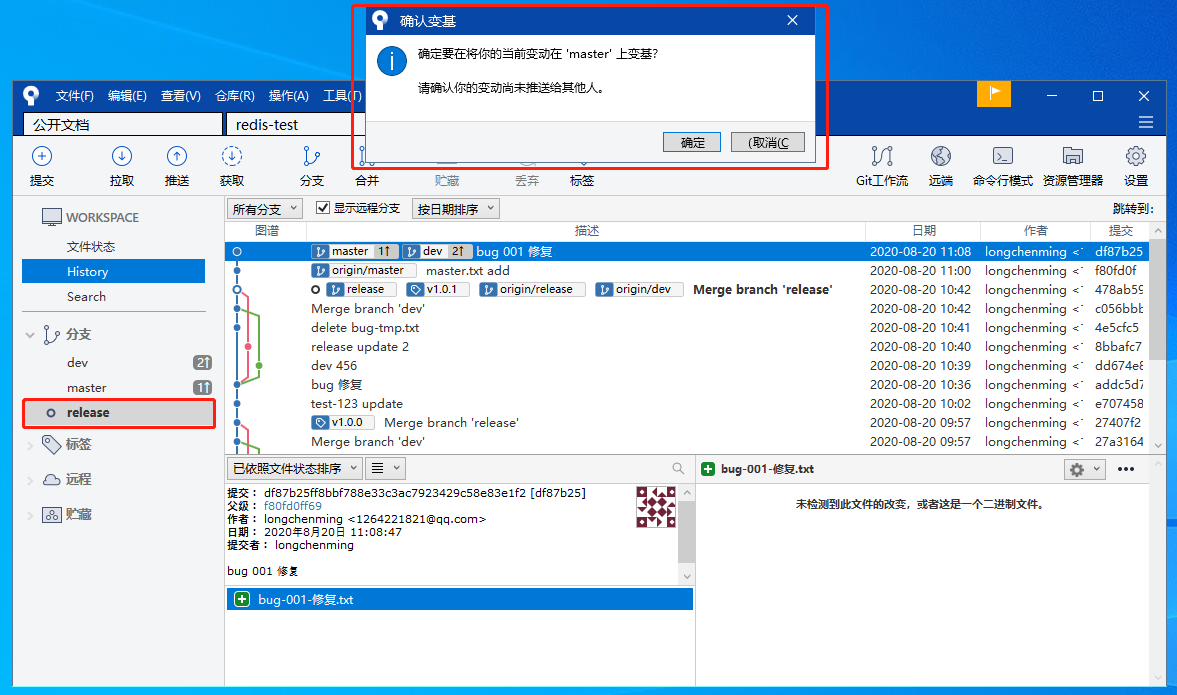 确认变基
确定要在将你的当前变动在 'master' 上变基?
请确认你的变动尚未推送给其他人。
确定
(取消(C
文件(F) 编辑(E) 查看(V) 仓库(R) 操作(A) 工具(T)
公开文档 redis-test
提交 拉取 推送 获取 分支 合并 贮藏 丢弃 标签 Git工作流 远端 命令行模式 资源管理器 设置
WORKSPACE
文件状态
History
Search
分支
dev 2↑
master 1↑
release
标签
远程
贮藏
所有分支 显示远程分支 按日期排序 跳转到:
图谱 描述 日期 作者 提交
master 1↑ dev 2↑ bug 001 修复 2020-08-20 11:08 longchenming <1 df87b25
origin/master master.txt add 2020-08-20 11:00 longchenming <1 f80fd0f
release v1.0.1 origin/release origin/dev Merge branch 'release' 2020-08-20 10:42 longchenming <1 478ab59
Merge branch 'dev' 2020-08-20 10:42 longchenming <1 c056bbb
delete bug-tmp.txt 2020-08-20 10:41 longchenming <1 4e5cfc5
release update 2 2020-08-20 10:40 longchenming <1 8bbafc7
dev 456 2020-08-20 10:39 longchenming <1 dd674e8
bug 修复 2020-08-20 10:36 longchenming <1 addc5d7
test-123 update 2020-08-20 10:02 longchenming <1 e707458
v1.0.0 Merge branch 'release' 2020-08-20 09:57 longchenming <1 27407f2
Merge branch 'dev' 2020-08-20 09:57 longchenming <1 27a3164
已依照文件状态排序
提交: df87b25ff8bbf788e33c3ac7923429c58e83e1f2 [df87b25]
父级: f80fd0ff69
作者: longchenming <1264221821@qq.com>
日期: 2020年8月20日 11:08:47
提交者: longchenming
bug 001 修复
bug-001-修复.txt
bug-001-修复.txt
未检测到此文件的改变，或者这是一个二进制文件。